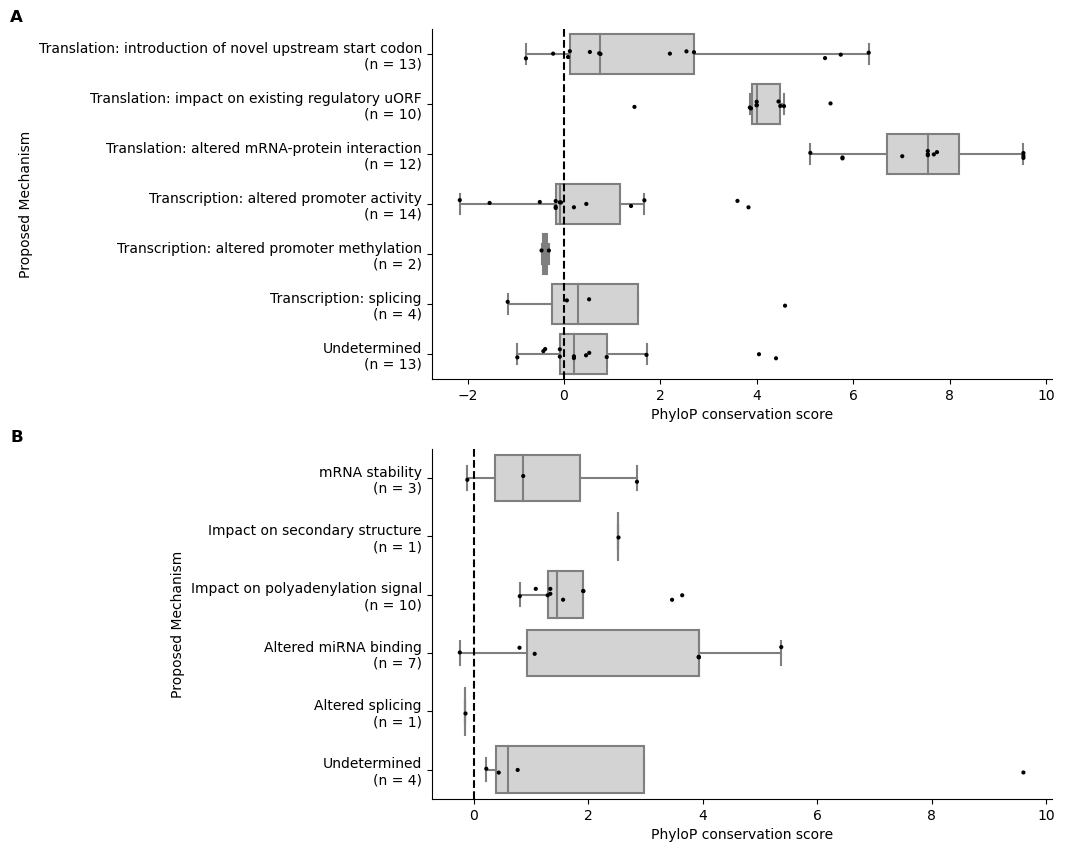 A
Translation: introduction of novel upstream start codon
(n = 13)
Translation: impact on existing regulatory uORF
(n = 10)
Translation: altered mRNA-protein interaction
(n = 12)
Transcription: altered promoter activity
(n = 14)
Transcription: altered promoter methylation
(n = 2)
Transcription: splicing
(n = 4)
Undetermined
(n = 13)
Proposed Mechanism
−2 0 2 4 6 8 10
PhyloP conservation score
B
mRNA stability
(n = 3)
Impact on secondary structure
(n = 1)
Impact on polyadenylation signal
(n = 10)
Altered miRNA binding
(n = 7)
Altered splicing
(n = 1)
Undetermined
(n = 4)
Proposed Mechanism
0 2 4 6 8 10
PhyloP conservation score